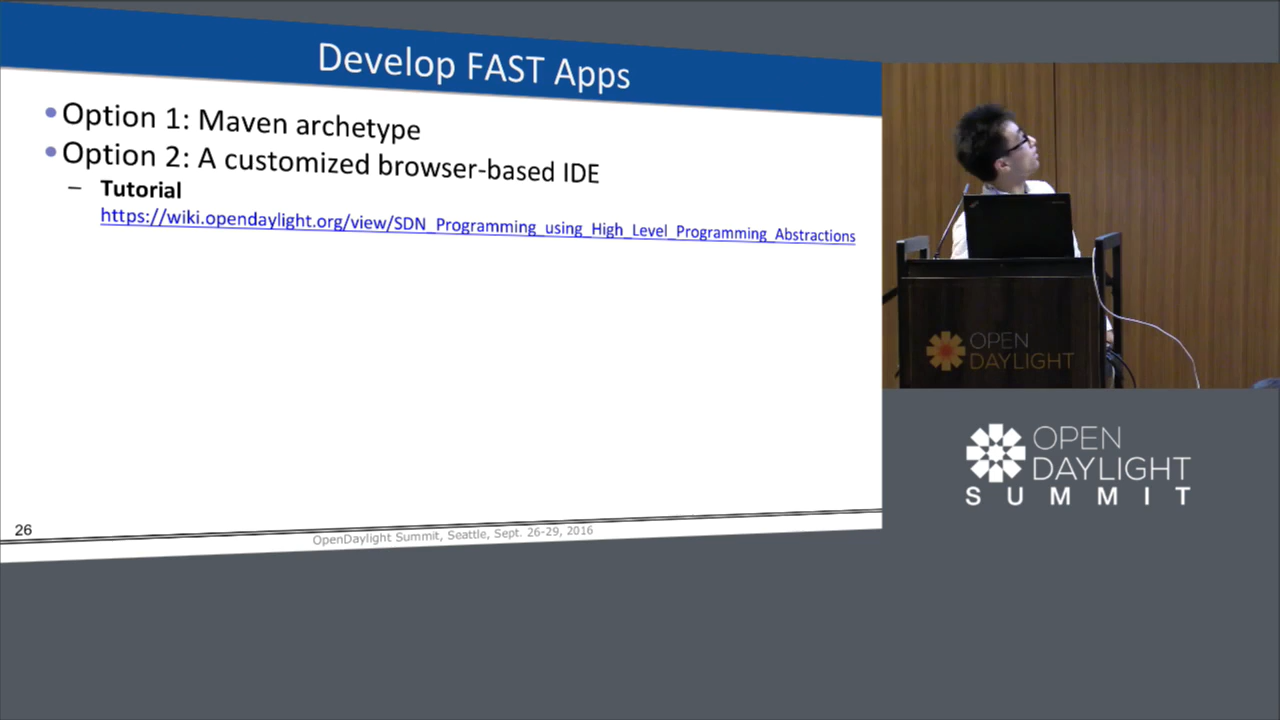 Develop FAST Apps
• Option 1: Maven archetype
• Option 2: A customized browser-based IDE
– Tutorial
https://wiki.opendaylight.org/view/SDN_Programming_using_High_Level_Programming_Abstractions
26
OpenDaylight Summit, Seattle, Sept. 26-29, 2016
OPEN
DAYLIGHT
OPEN
DAYLIGHT
SUMMIT